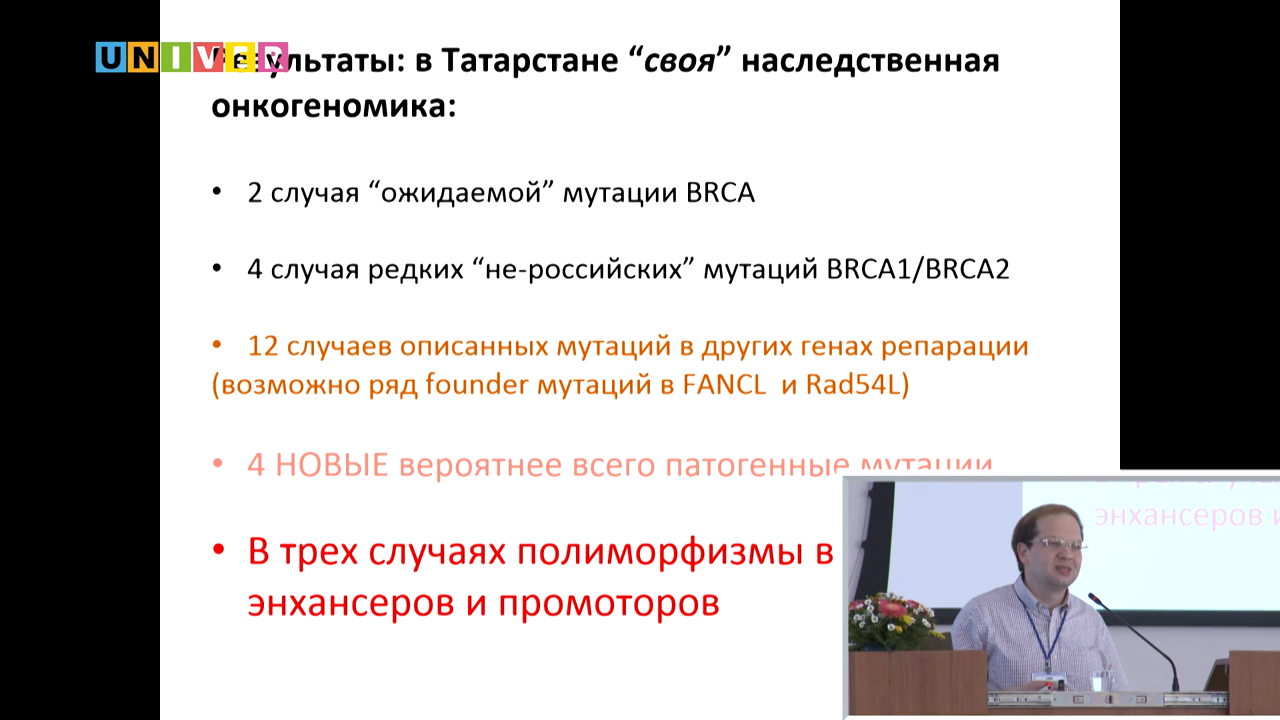 UNIVER
Результаты: в Татарстане “своя” наследственная
онкогеномика:
• 2 случая “ожидаемой” мутации BRCA
• 4 случая редких “не-российских” мутаций BRCA1/BRCA2
• 12 случаев описанных мутаций в других генах репарации
(возможно ряд founder мутаций в FANCL и Rad54L)
• 4 НОВЫЕ вероятнее всего патогенные мутации
• В трех случаях полиморфизмы в
энхансеров и промоторов
энхансеров и